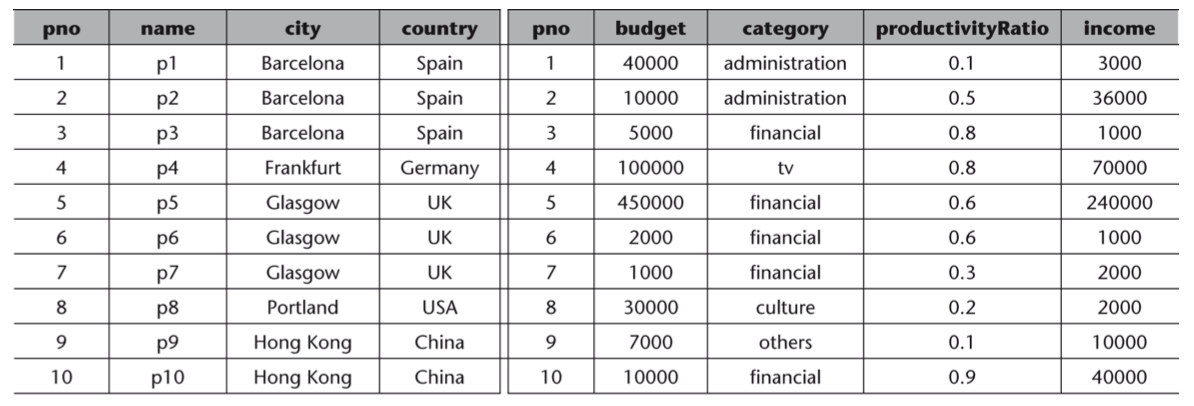 pno name city country pno budget category productivityRatio income
1 p1 Barcelona Spain 1 40000 administration 0.1 3000
2 p2 Barcelona Spain 2 10000 administration 0.5 36000
3 p3 Barcelona Spain 3 5000 financial 0.8 1000
4 p4 Frankfurt Germany 4 100000 tv 0.8 70000
5 p5 Glasgow UK 5 450000 financial 0.6 240000
6 p6 Glasgow UK 6 2000 financial 0.6 1000
7 p7 Glasgow UK 7 1000 financial 0.3 2000
8 p8 Portland USA 8 30000 culture 0.2 2000
9 p9 Hong Kong China 9 7000 others 0.1 10000
10 p10 Hong Kong China 10 10000 financial 0.9 40000